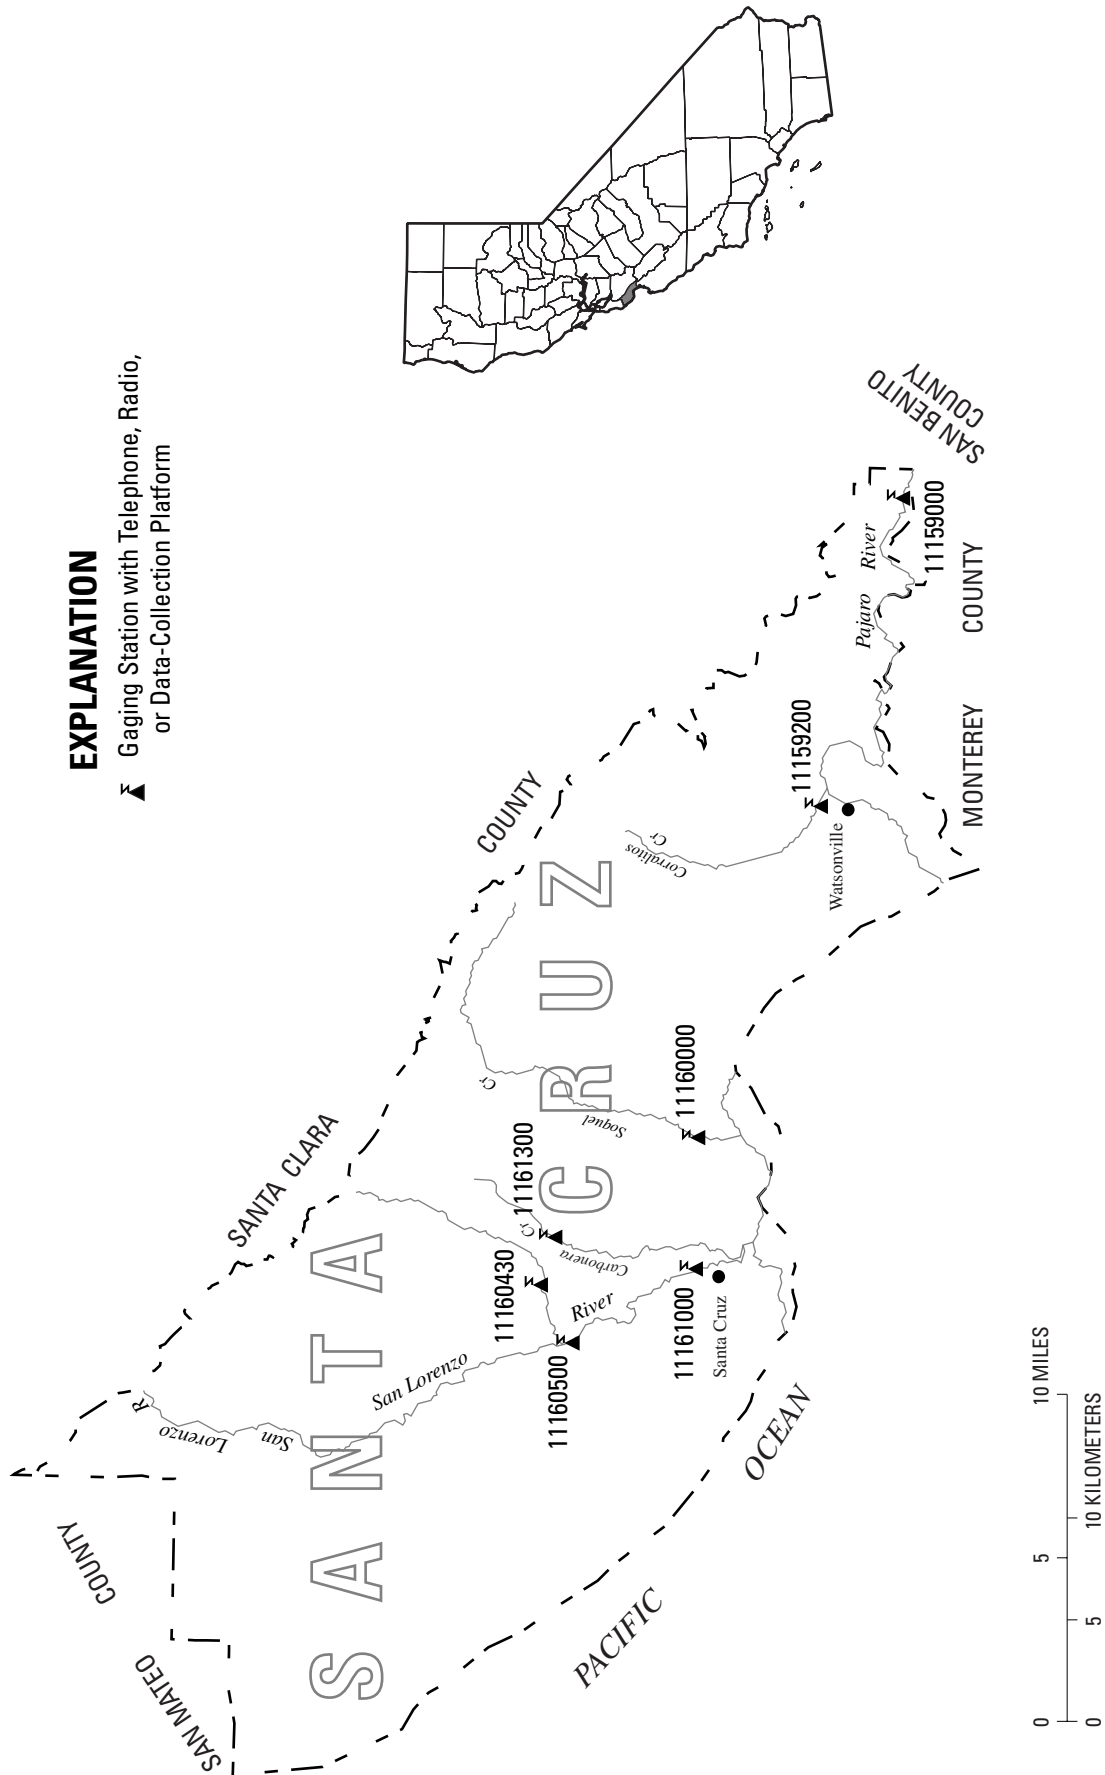 EXPLANATION
Gaging Station with Telephone, Radio,
or Data-Collection Platform
SAN MATEO
COUNTY
SANTA CLARA
COUNTY
SAN BENITO
COUNTY
MONTEREY
COUNTY
SANTA
CRUZ
San
Lorenzo
R
San Lorenzo
River
11160430
11160500
11161300
Carbonera
Cr
11161000
Santa Cruz
11160000
Soquel
Cr
Corralitos
Cr
11159200
Watsonville
Pajaro
River
11159000
PACIFIC
OCEAN
0
5
10 MILES
0
5
10 KILOMETERS